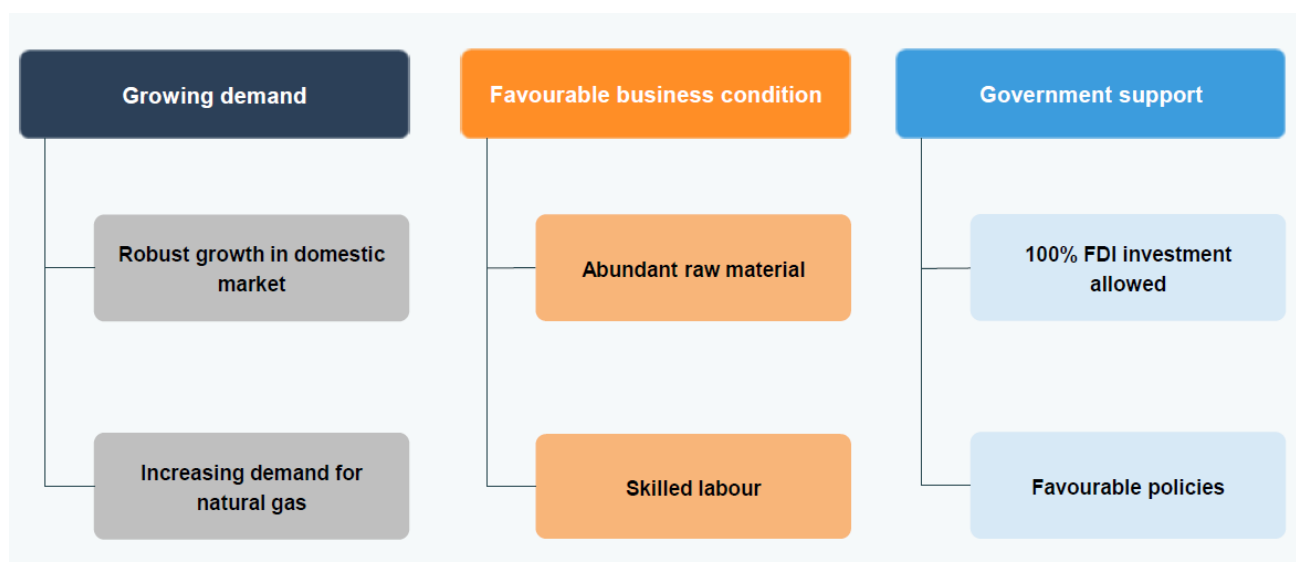 Growing demand
Robust growth in domestic
market
Increasing demand for
natural gas
Favourable business condition
Abundant raw material
Skilled labour
Government support
100% FDI investment
allowed
Favourable policies